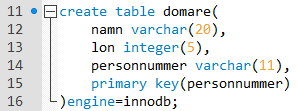 11 create table domare(
12 namn varchar(20),
13 lon integer(5),
14 personnummer varchar(11),
15 primary key(personnummer)
16 )engine=innodb;